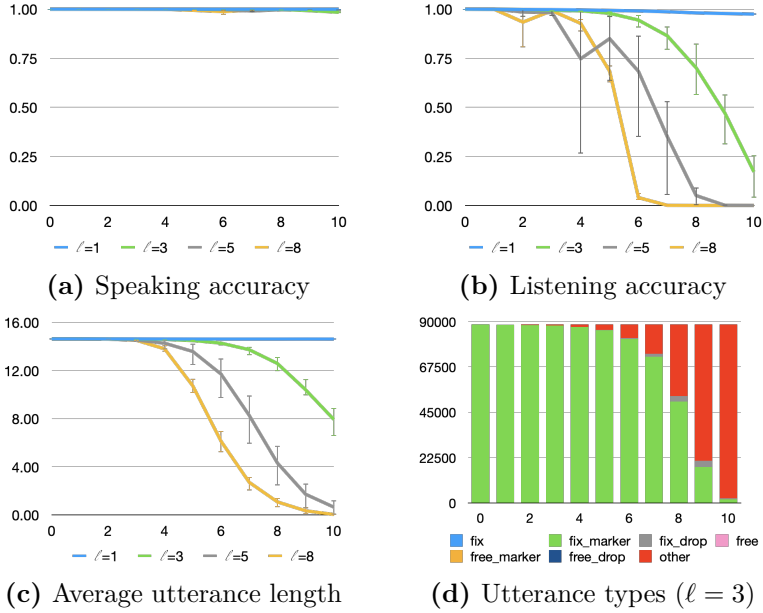 1.00
0.75
0.50
0.25
0.00
0 2 4 6 8 10
ℓ=1 ℓ=3 ℓ=5 ℓ=8
(a) Speaking accuracy
1.00
0.75
0.50
0.25
0.00
0 2 4 6 8 10
ℓ=1 ℓ=3 ℓ=5 ℓ=8
(b) Listening accuracy
16.00
12.00
8.00
4.00
0.00
0 2 4 6 8 10
ℓ=1 ℓ=3 ℓ=5 ℓ=8
(c) Average utterance length
90000
67500
45000
22500
0
0 2 4 6 8 10
fix fix_marker fix_drop free
free_marker free_drop other
(d) Utterance types (ℓ = 3)